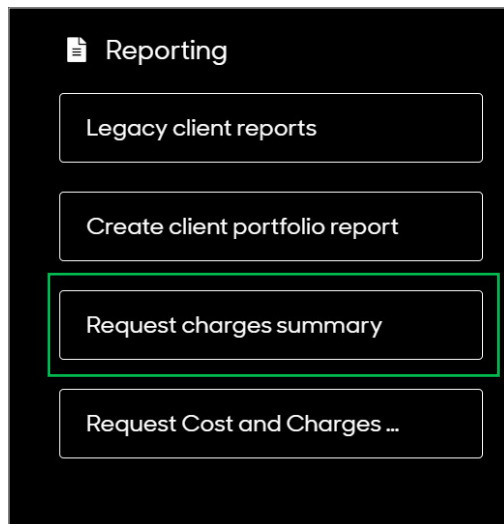 Reporting
Legacy client reports
Create client portfolio report
Request charges summary
Request Cost and Charges ...